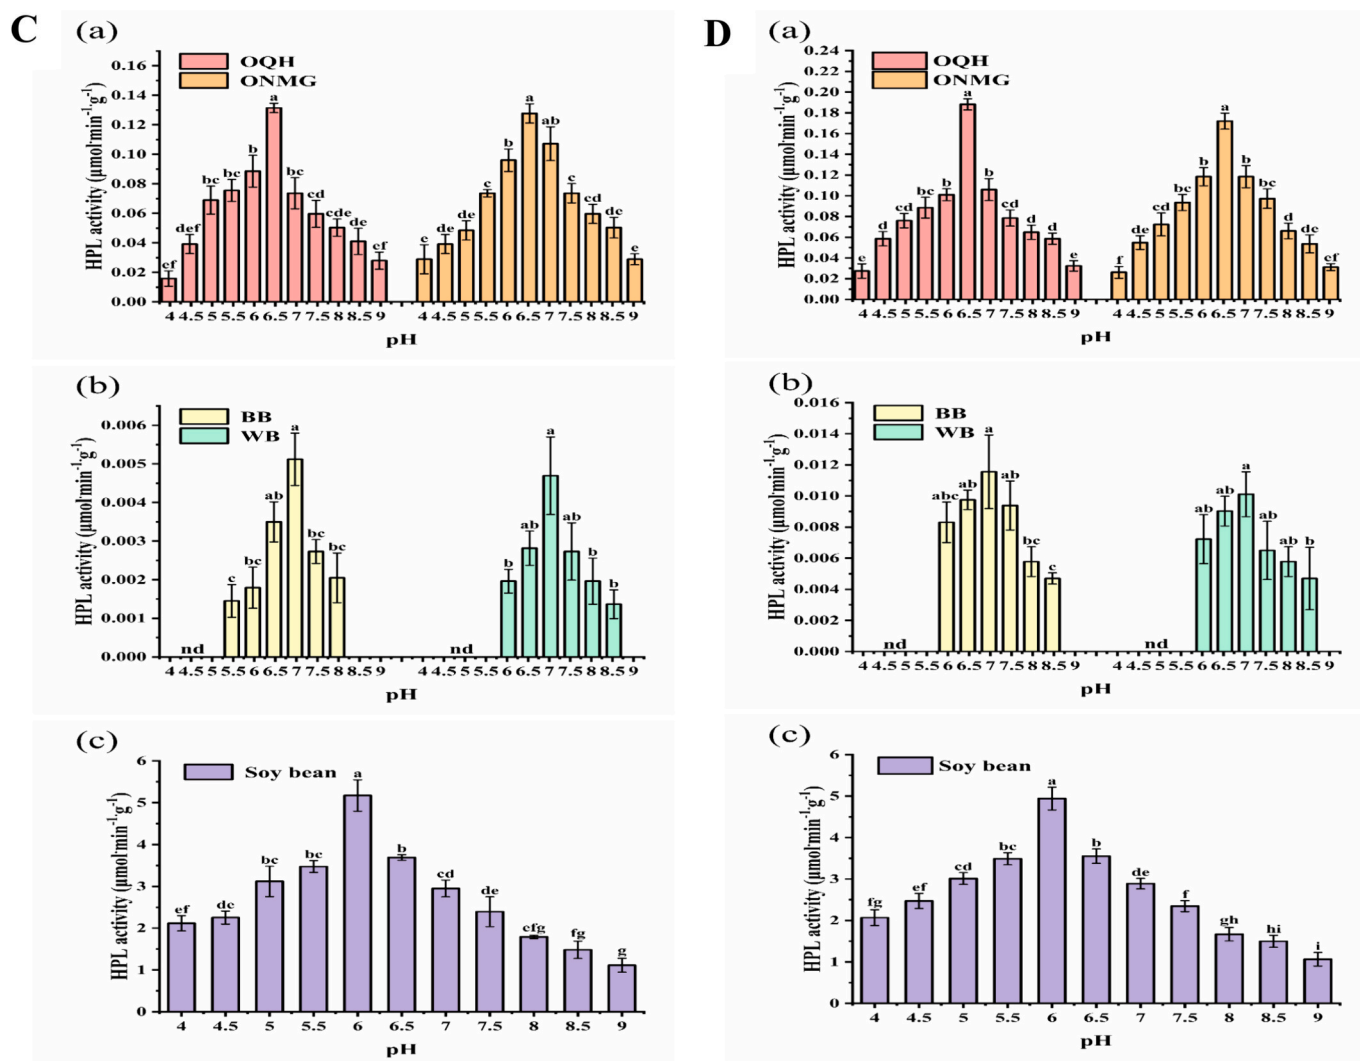 C
(a)
OQH
ONMG
HPL activity (μmol·min⁻¹·g⁻¹)
0.16
0.14
0.12
0.10
0.08
0.06
0.04
0.02
0.00
ef def bc bc b a bc cd cde de ef
c de de c b a ab c cd de e
4 4.5 5 5.5 6 6.5 7 7.5 8 8.5 9 4 4.5 5 5.5 6 6.5 7 7.5 8 8.5 9
pH
(b)
BB
WB
HPL activity (μmol·min⁻¹·g⁻¹)
0.006
0.005
0.004
0.003
0.002
0.001
0.000
nd c bc ab a bc bc
nd b ab a ab b b
4 4.5 5 5.5 6 6.5 7 7.5 8 8.5 9 4 4.5 5 5.5 6 6.5 7 7.5 8 8.5 9
pH
(c)
Soy bean
HPL activity (μmol·min⁻¹·g⁻¹)
6
5
4
3
2
1
0
ef de bc bc a b cd de efg fg g
4 4.5 5 5.5 6 6.5 7 7.5 8 8.5 9
pH
D
(a)
OQH
ONMG
HPL activity (μmol·min⁻¹·g⁻¹)
0.24
0.22
0.20
0.18
0.16
0.14
0.12
0.10
0.08
0.06
0.04
0.02
0.00
e d cd bc b a b cd d d e
f de cd bc b a b bc d de ef
4 4.5 5 5.5 6 6.5 7 7.5 8 8.5 9 4 4.5 5 5.5 6 6.5 7 7.5 8 8.5 9
pH
(b)
BB
WB
HPL activity (μmol·min⁻¹·g⁻¹)
0.016
0.014
0.012
0.010
0.008
0.006
0.004
0.002
0.000
nd abc ab a ab bc c
nd ab ab a ab ab b
4 4.5 5 5.5 6 6.5 7 7.5 8 8.5 9 4 4.5 5 5.5 6 6.5 7 7.5 8 8.5 9
pH
(c)
Soy bean
HPL activity (μmol·min⁻¹·g⁻¹)
6
5
4
3
2
1
0
fg ef cd bc a b de f gh hi i
4 4.5 5 5.5 6 6.5 7 7.5 8 8.5 9
pH